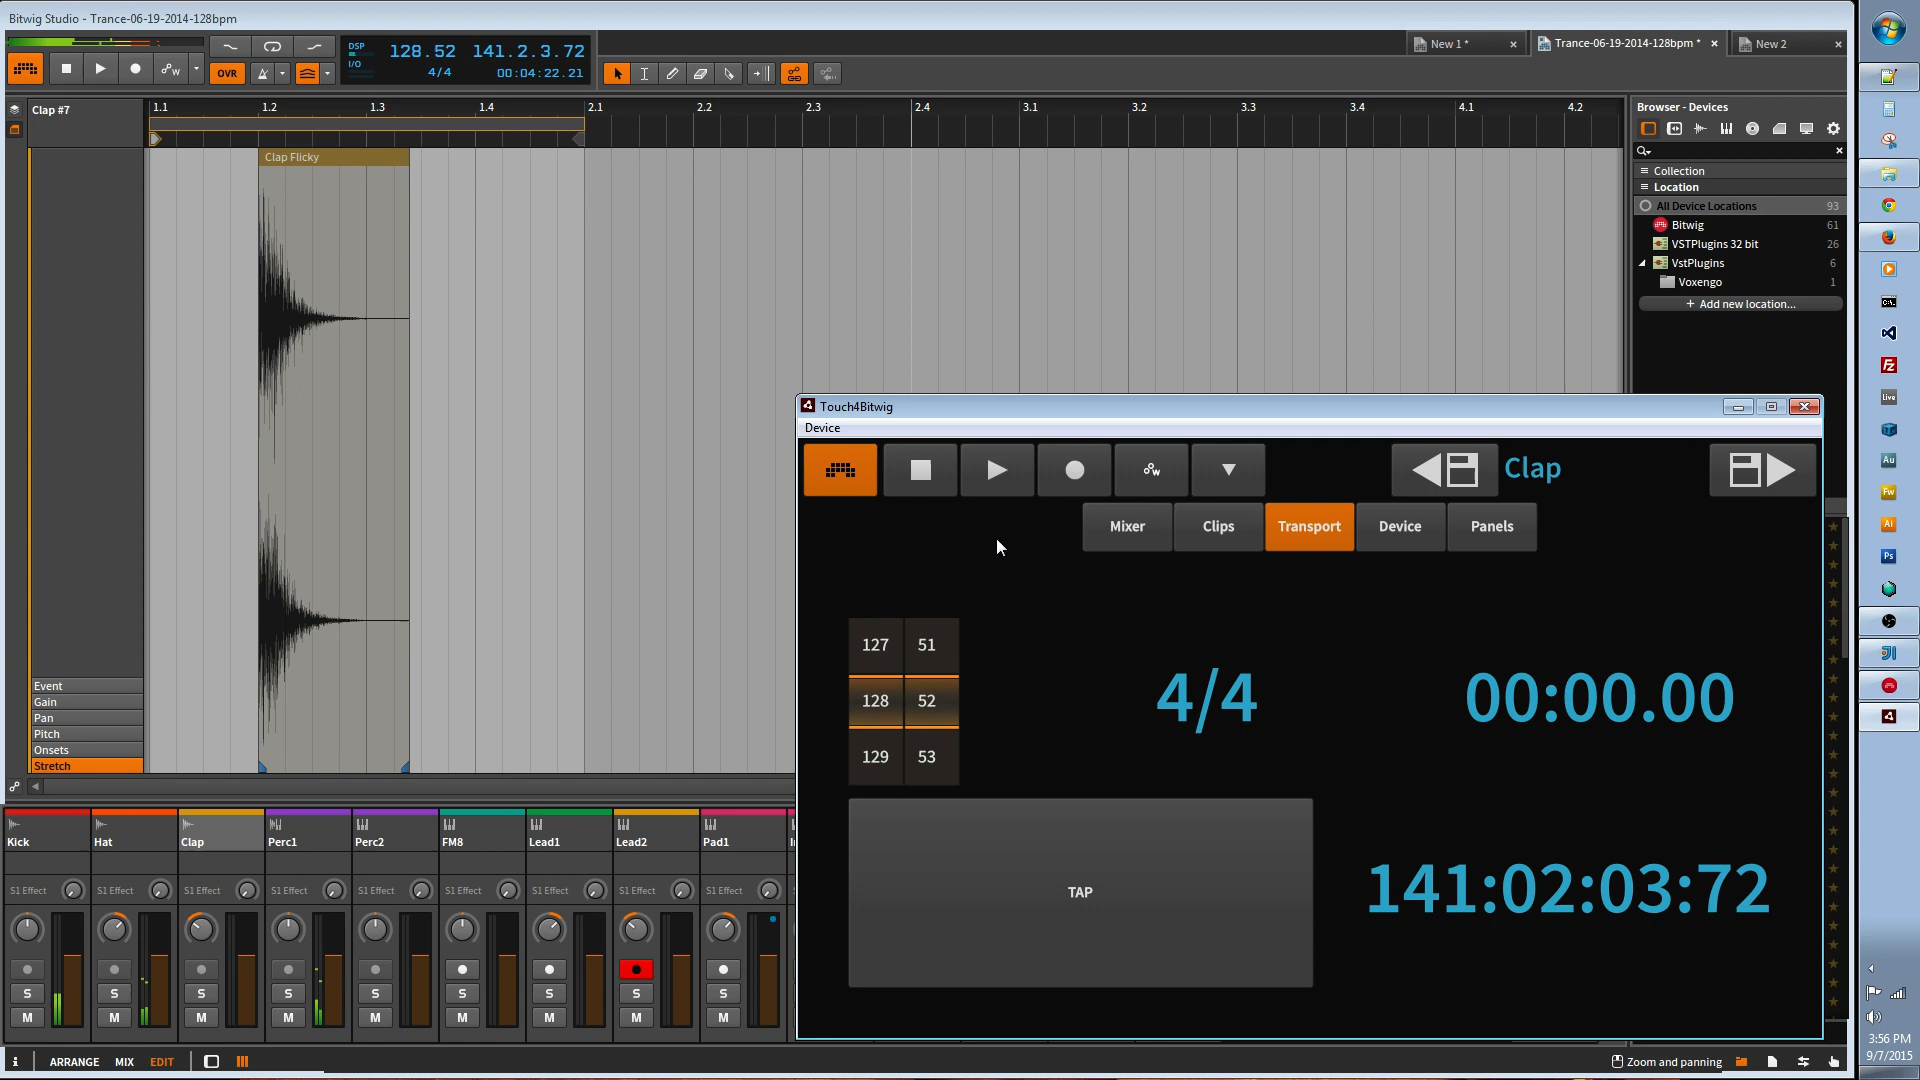 Bitwig Studio - Trance-06-19-2014-128bpm
OVR
DSP
I/O
128.52
141.2.3.72
4/4
00:04:22.21
New 1 *
Trance-06-19-2014-128bpm *
New 2
Clap #7
1.1
1.2
1.3
1.4
2.1
2.2
2.3
2.4
3.1
3.2
3.3
3.4
4.1
4.2
Clap Flicky
Browser - Devices
Collection
Location
All Device Locations 93
Bitwig 61
VSTPlugins 32 bit 26
VstPlugins 6
Voxengo 1
+ Add new location...
Touch4Bitwig
Device
Clap
Mixer
Clips
Transport
Device
Panels
127 51
128 52
129 53
4/4
00:00.00
TAP
141:02:03:72
Event
Gain
Pan
Pitch
Onsets
Stretch
Kick
Hat
Clap
Perc1
Perc2
FM8
Lead1
Lead2
Pad1
S1 Effect
S1 Effect
S1 Effect
S1 Effect
S1 Effect
S1 Effect
S1 Effect
S1 Effect
S1 Effect
S S S S S S S S S
M M M M M M M M M
i
ARRANGE
MIX
EDIT
Zoom and panning
Live
Au
Fw
Ai
Ps
3:56 PM
9/7/2015